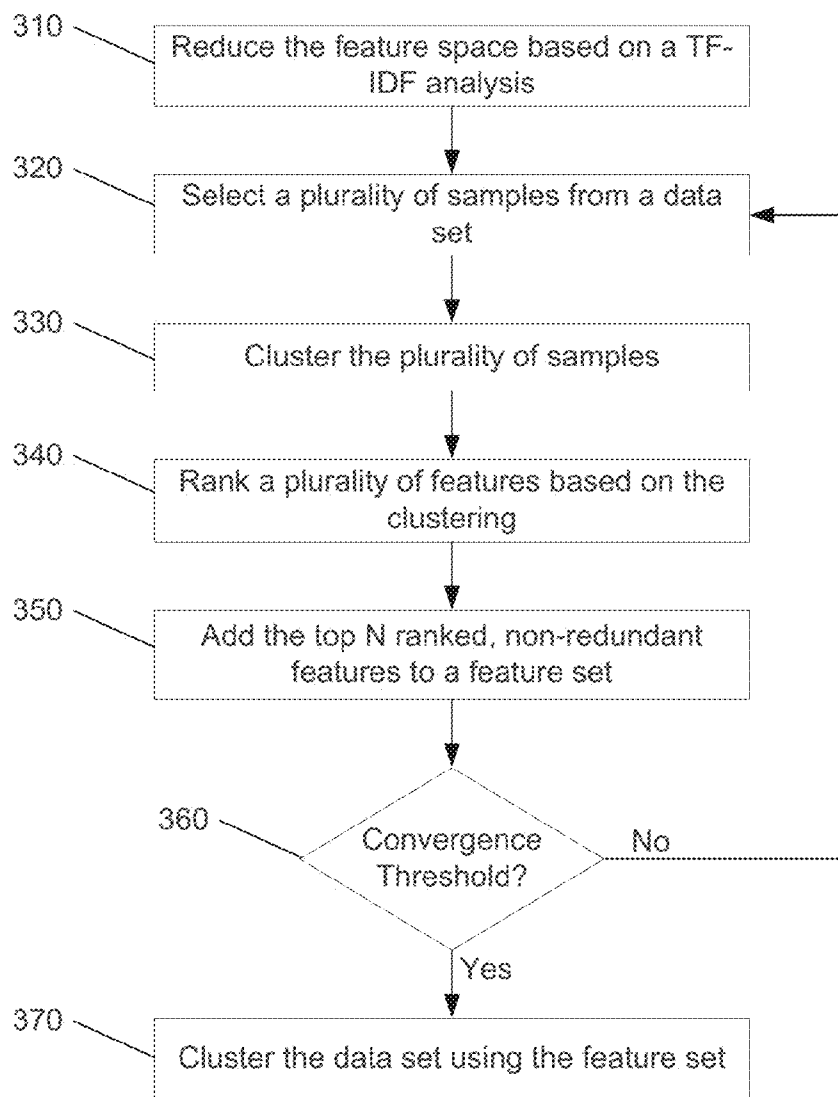 310
Reduce the feature space based on a TF-
IDF analysis
320
Select a plurality of samples from a data
set
330
Cluster the plurality of samples
340
Rank a plurality of features based on the
clustering
350
Add the top N ranked, non-redundant
features to a feature set
360
Convergence
Threshold?
No
Yes
370
Cluster the data set using the feature set